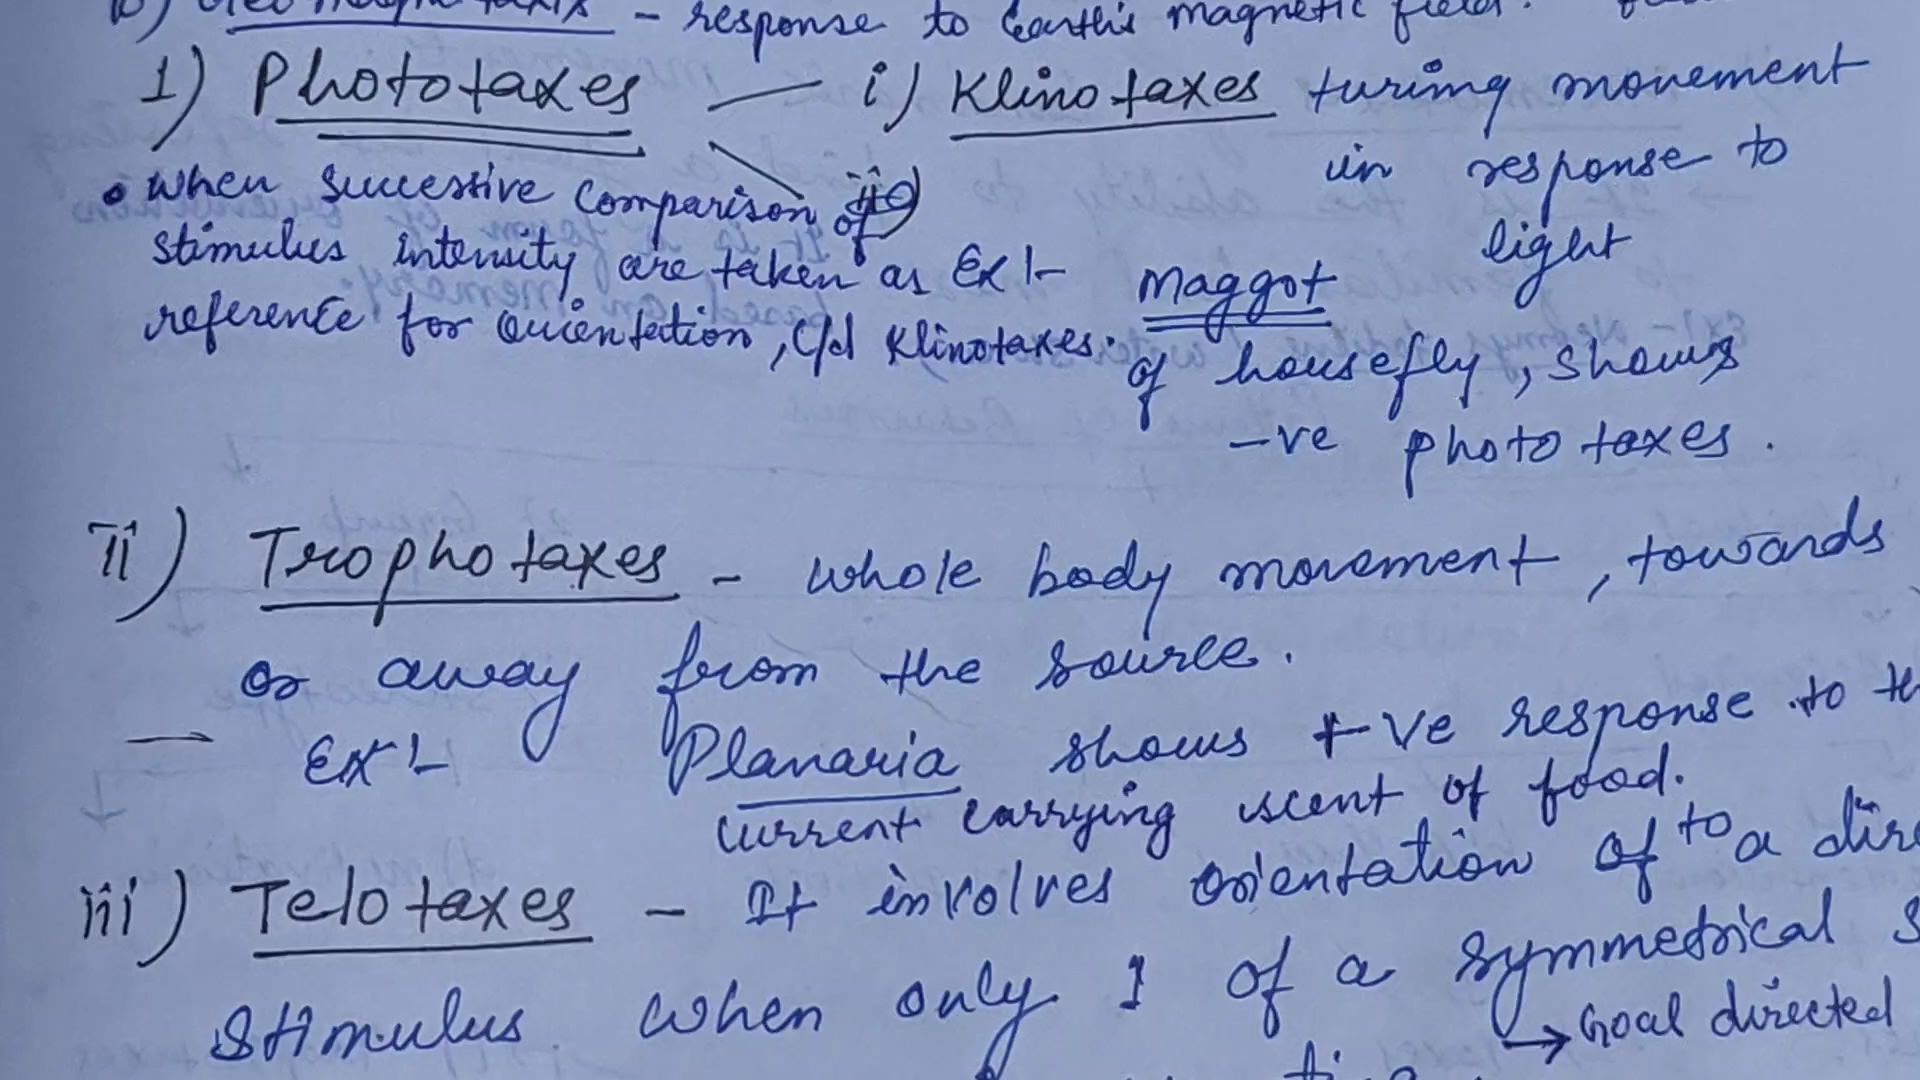 - response to Earth's magnetic field.
1) Phototaxes — i) Klinotaxes turing movement
in response to
light
• When successive comparison of
stimulus intensity are taken as
reference for orientation, c/d Klinotaxes.
Ex!- Maggot
of housefly, shows
-ve photo taxes.
ii) Trophotaxes - whole body movement, towards
or away from the source.
— Ex!- Planaria shows +ve response to
current carrying scent of food.
iii) Telotaxes - It involves orientation of to a
stimulus when only 1 of a symmetrical
→ Goal directed